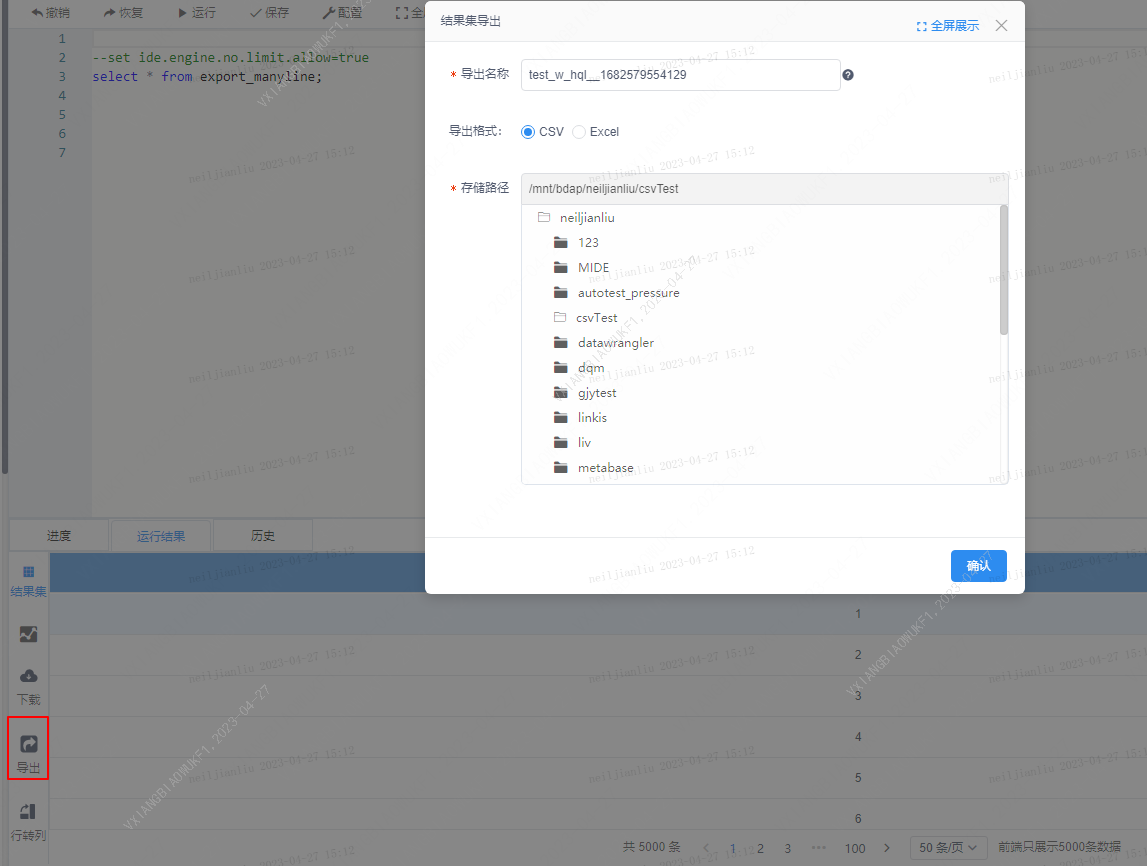 撤销 恢复 运行 保存 配置 全
结果集导出
全屏展示
1
2 --set ide.engine.no.limit.allow=true
3 select * from export_manyline;
4
5
6
7
* 导出名称 test_w_hql__1682579554129
导出格式: CSV Excel
* 存储路径 /mnt/bdap/neiljianliu/csvTest
neiljianliu
123
MIDE
autotest_pressure
csvTest
datawrangler
dqm
gjytest
linkis
liv
metabase
确认
进度 运行结果 历史
结果集
下载
导出
行转列
1
2
3
4
5
6
共 5000 条 1 2 3 ··· 100 50 条/页 前端只展示5000条数据
neiljianliu 2023-04-27 15:12
VXIANGBIAOWUKF1,2023-04-27